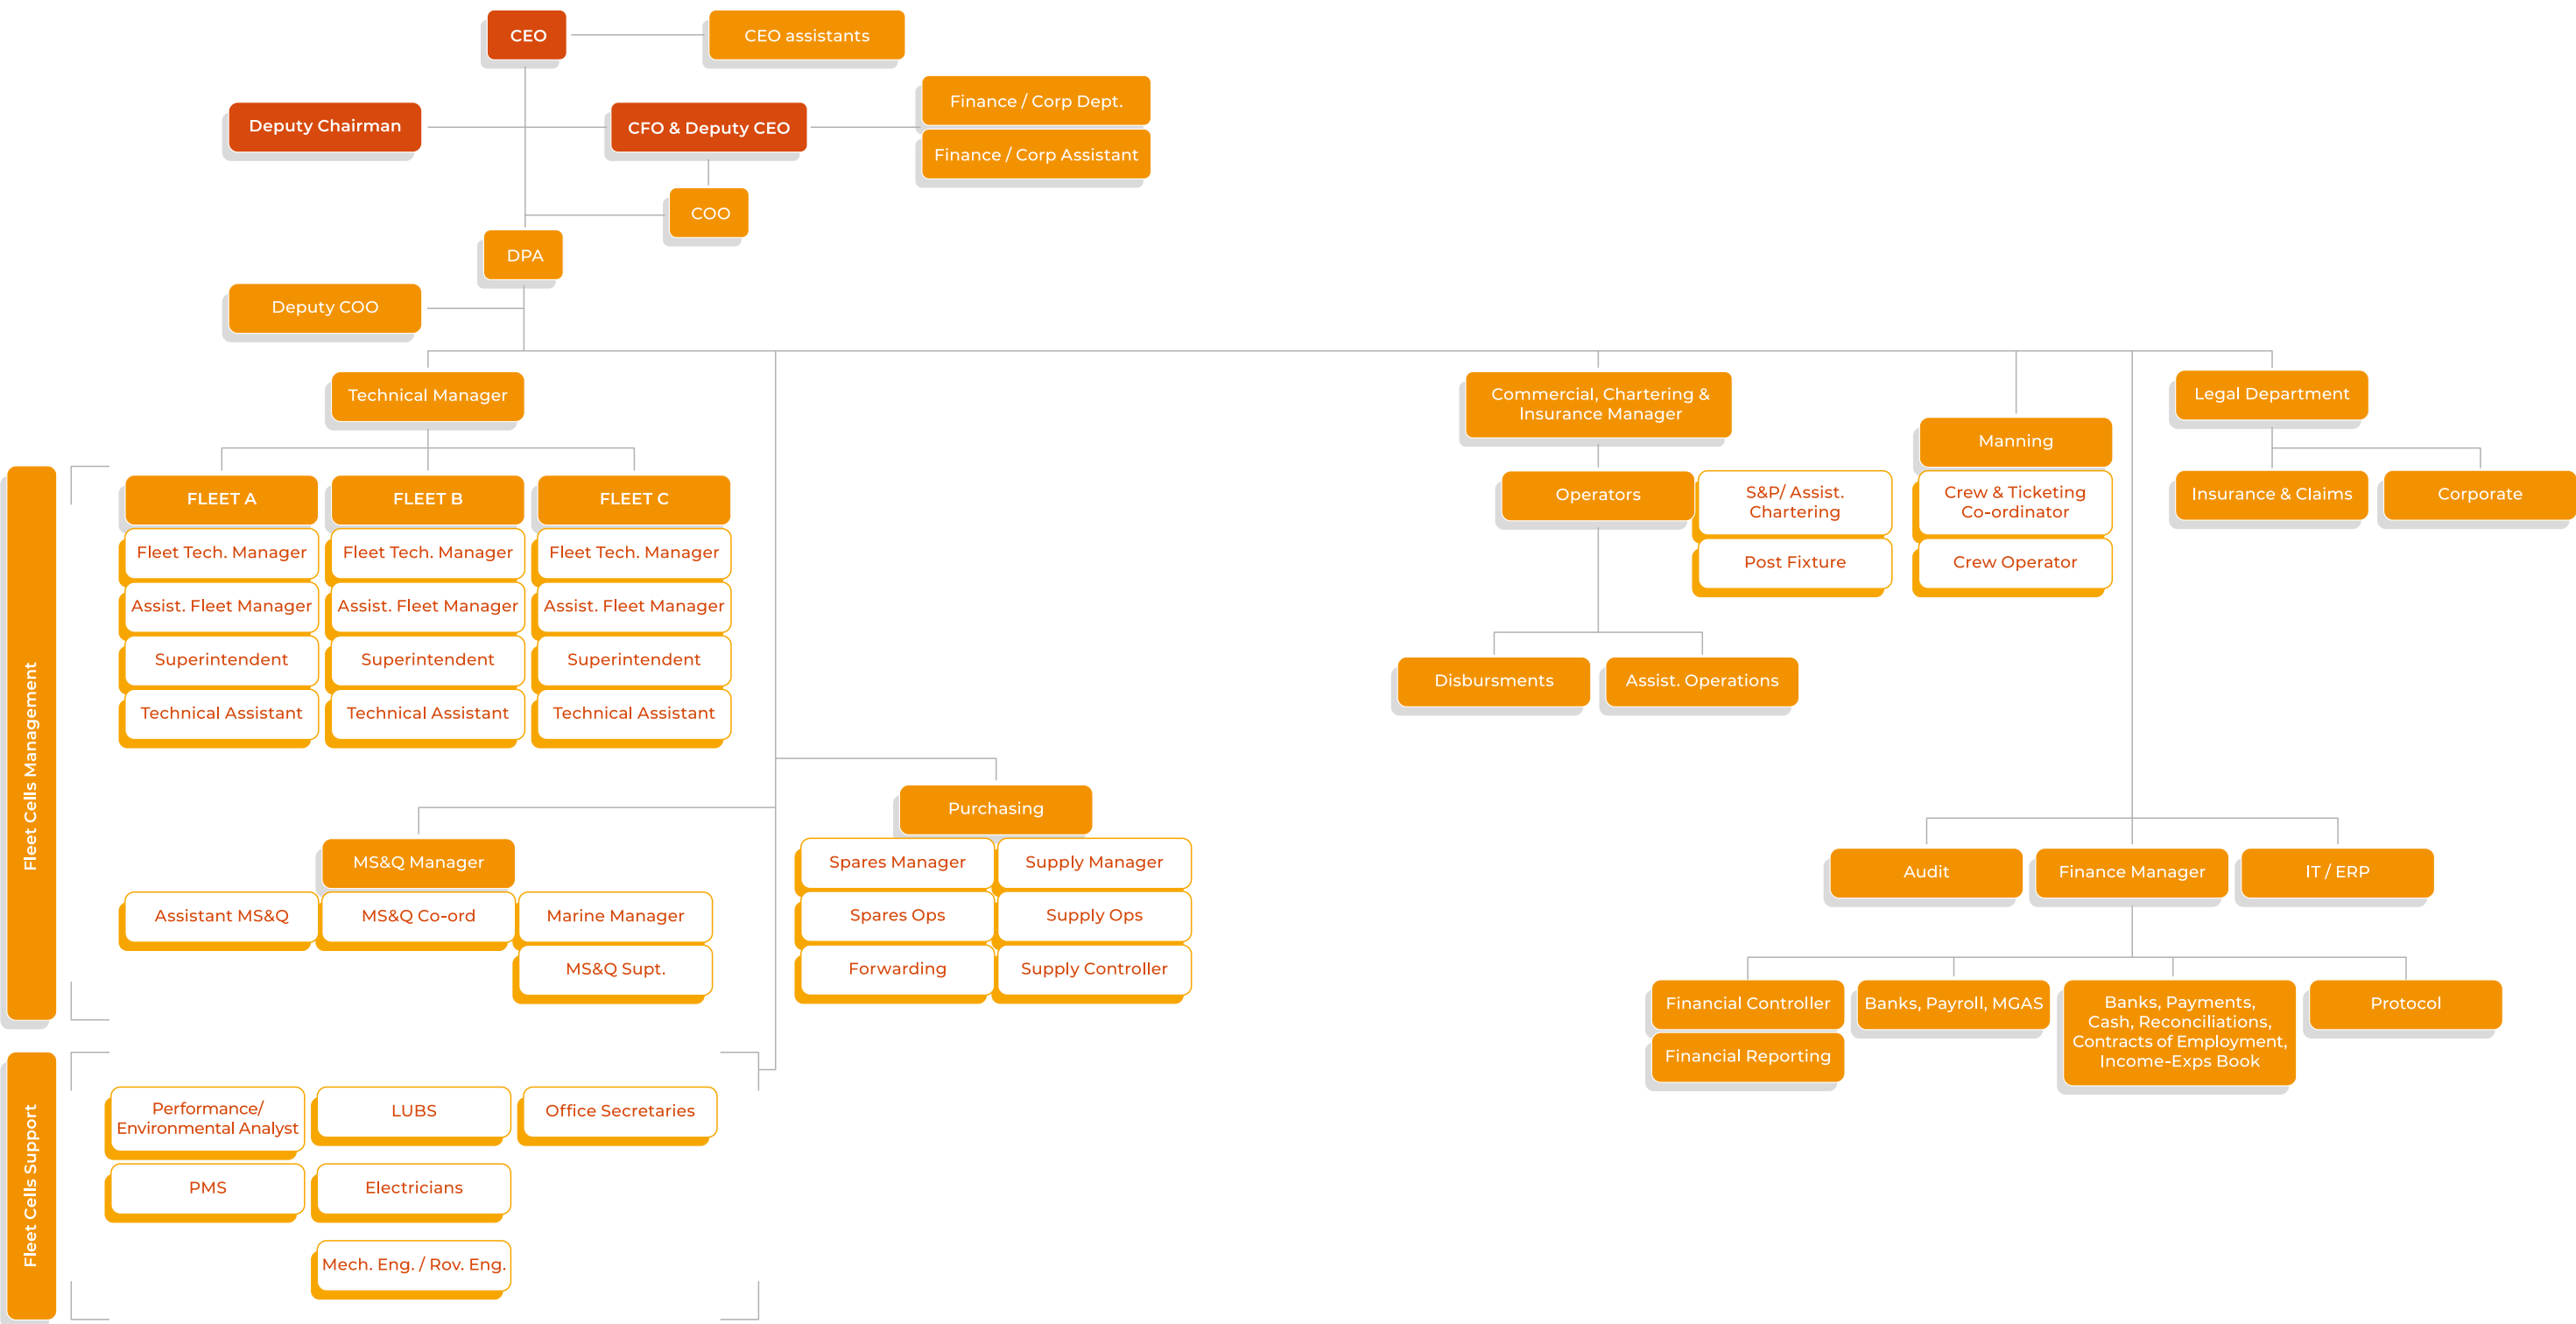 CEO
CEO assistants
Deputy Chairman
CFO & Deputy CEO
Finance / Corp Dept.
Finance / Corp Assistant
COO
DPA
Deputy COO
Technical Manager
Commercial, Chartering &
Insurance Manager
Manning
Legal Department
Fleet Cells Management
FLEET A
FLEET B
FLEET C
Fleet Tech. Manager
Fleet Tech. Manager
Fleet Tech. Manager
Assist. Fleet Manager
Assist. Fleet Manager
Assist. Fleet Manager
Superintendent
Superintendent
Superintendent
Technical Assistant
Technical Assistant
Technical Assistant
Operators
S&P/ Assist.
Chartering
Post Fixture
Crew & Ticketing
Co-ordinator
Crew Operator
Insurance & Claims
Corporate
Disbursments
Assist. Operations
MS&Q Manager
Assistant MS&Q
MS&Q Co-ord
Marine Manager
MS&Q Supt.
Purchasing
Spares Manager
Supply Manager
Spares Ops
Supply Ops
Forwarding
Supply Controller
Audit
Finance Manager
IT / ERP
Financial Controller
Financial Reporting
Banks, Payroll, MGAS
Banks, Payments,
Cash, Reconciliations,
Contracts of Employment,
Income-Exps Book
Protocol
Fleet Cells Support
Performance/
Environmental Analyst
LUBS
Office Secretaries
PMS
Electricians
Mech. Eng. / Rov. Eng.